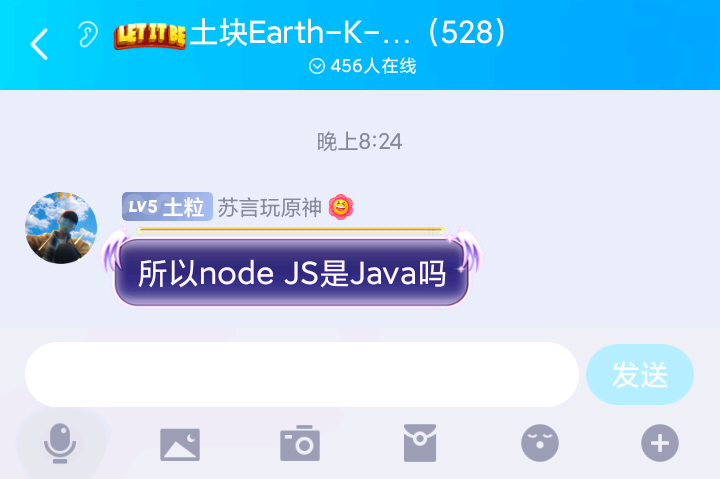 LET IT BE 土块Earth-K-...（528）
456人在线
晚上8:24
LV5 土粒 苏言玩原神
所以node JS是Java吗
发送